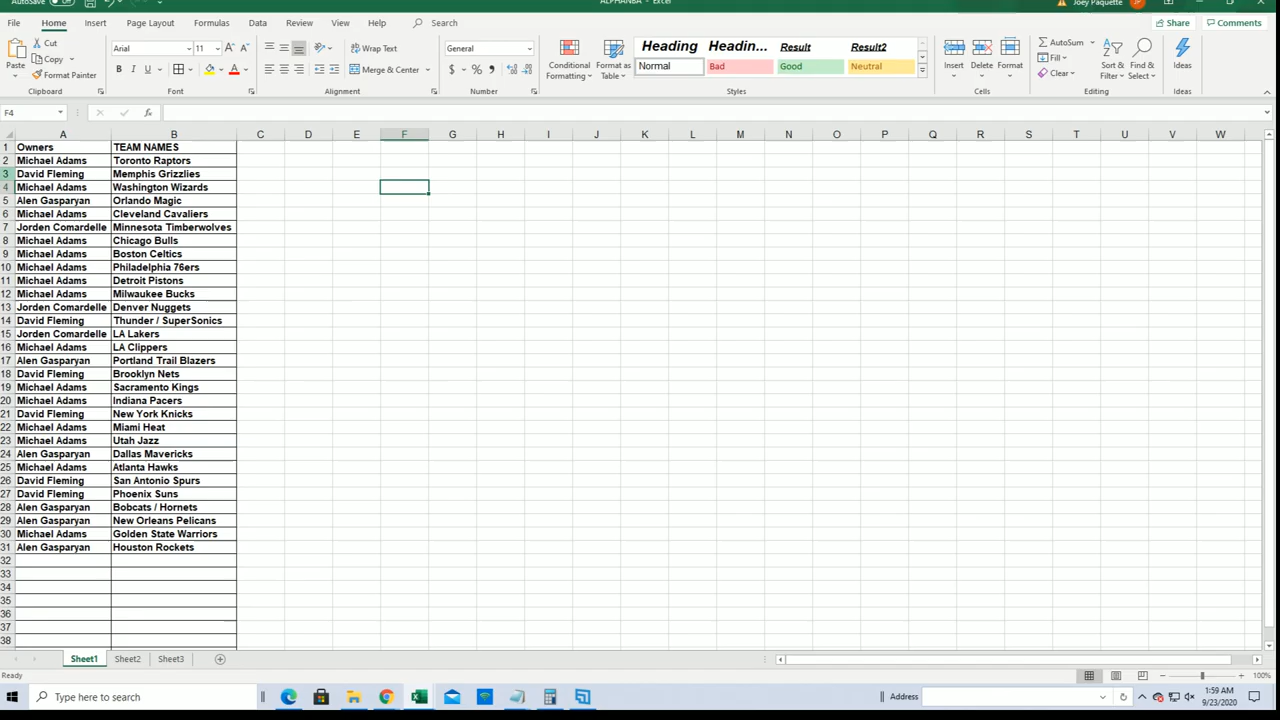 AutoSave
ALPHANBA - Excel
Joey Paquette
JP
File Home Insert Page Layout Formulas Data Review View Help Search
Share Comments
Paste
Cut
Copy
Format Painter
Clipboard
Arial 11
B I U
Font
Wrap Text
Merge & Center
Alignment
General
$ % ,
Number
Conditional Formatting
Format as Table
Heading Headin... Result Result2
Normal Bad Good Neutral
Styles
Insert Delete Format
Cells
AutoSum
Fill
Clear
Sort & Filter
Find & Select
Editing
Ideas
Ideas
F4
fx
A B C D E F G H I J K L M N O P Q R S T U V W
1 Owners TEAM NAMES
2 Michael Adams Toronto Raptors
3 David Fleming Memphis Grizzlies
4 Michael Adams Washington Wizards
5 Alen Gasparyan Orlando Magic
6 Michael Adams Cleveland Cavaliers
7 Jorden Comardelle Minnesota Timberwolves
8 Michael Adams Chicago Bulls
9 Michael Adams Boston Celtics
10 Michael Adams Philadelphia 76ers
11 Michael Adams Detroit Pistons
12 Michael Adams Milwaukee Bucks
13 Jorden Comardelle Denver Nuggets
14 David Fleming Thunder / SuperSonics
15 Jorden Comardelle LA Lakers
16 Michael Adams LA Clippers
17 Alen Gasparyan Portland Trail Blazers
18 David Fleming Brooklyn Nets
19 Michael Adams Sacramento Kings
20 Michael Adams Indiana Pacers
21 David Fleming New York Knicks
22 Michael Adams Miami Heat
23 Michael Adams Utah Jazz
24 Alen Gasparyan Dallas Mavericks
25 Michael Adams Atlanta Hawks
26 David Fleming San Antonio Spurs
27 David Fleming Phoenix Suns
28 Alen Gasparyan Bobcats / Hornets
29 Alen Gasparyan New Orleans Pelicans
30 Michael Adams Golden State Warriors
31 Alen Gasparyan Houston Rockets
32
33
34
35
36
37
38
Sheet1 Sheet2 Sheet3
Ready
100%
Type here to search
Address
1:59 AM
9/23/2020